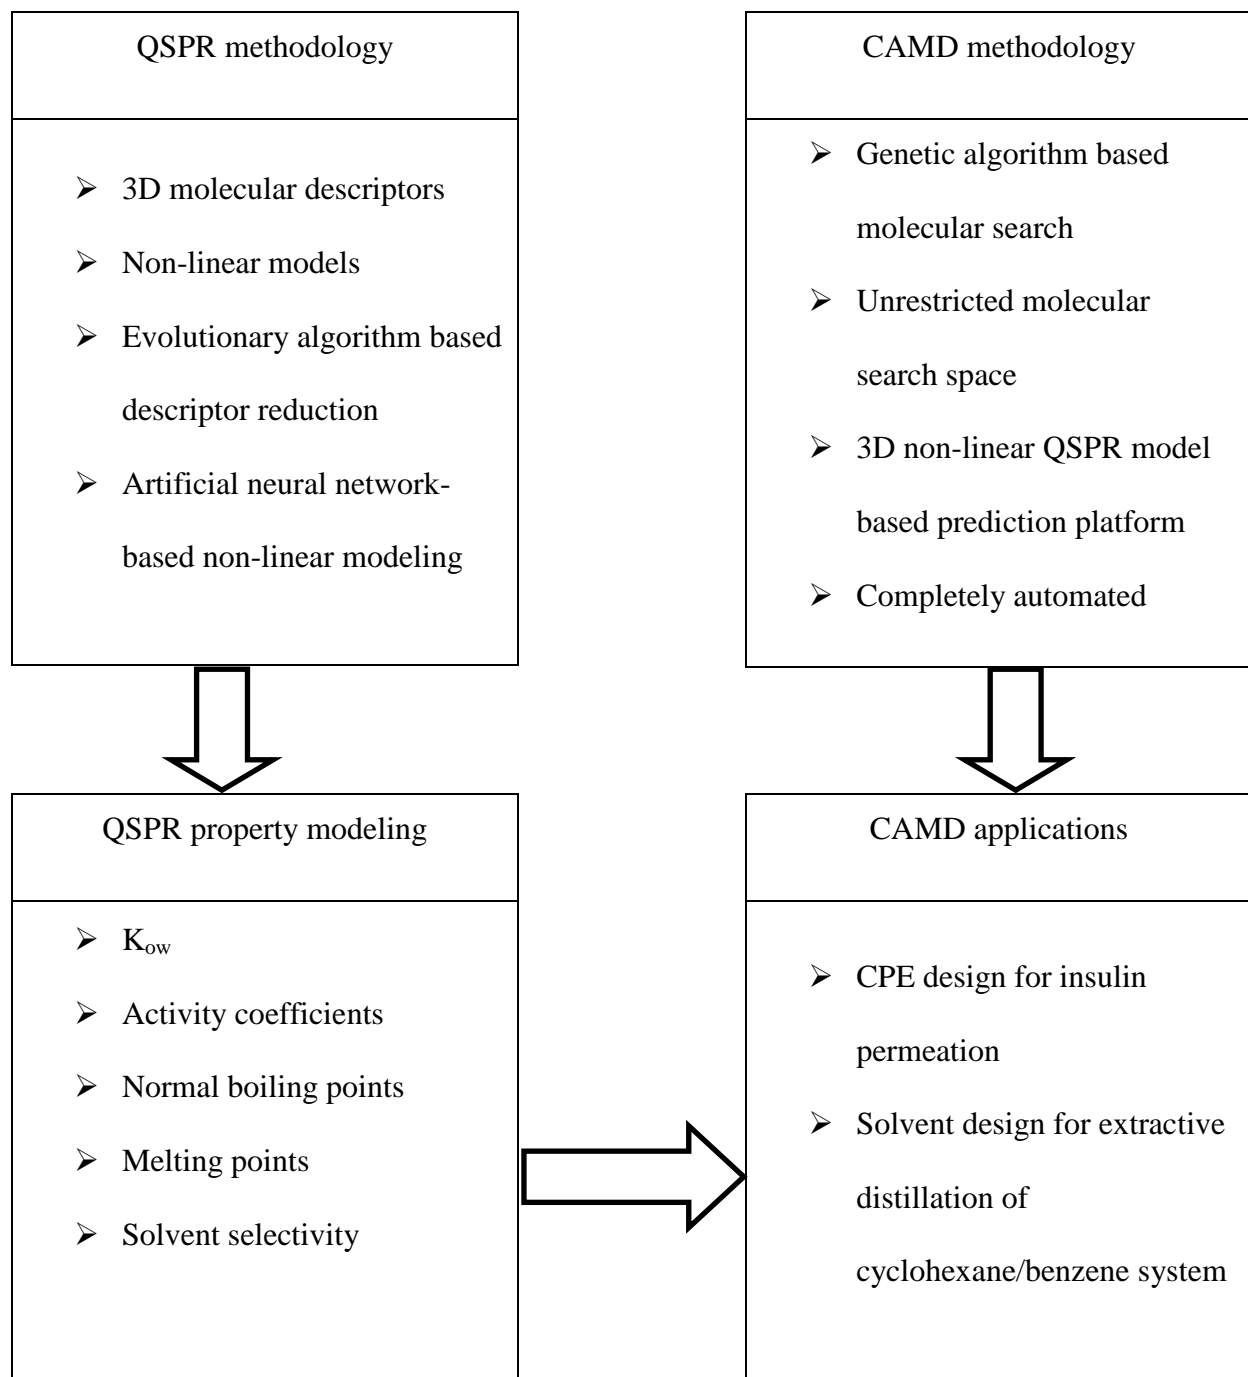 QSPR methodology
➢ 3D molecular descriptors
➢ Non-linear models
➢ Evolutionary algorithm based
descriptor reduction
➢ Artificial neural network-
based non-linear modeling
CAMD methodology
➢ Genetic algorithm based
molecular search
➢ Unrestricted molecular
search space
➢ 3D non-linear QSPR model
based prediction platform
➢ Completely automated
QSPR property modeling
➢ K_ow
➢ Activity coefficients
➢ Normal boiling points
➢ Melting points
➢ Solvent selectivity
CAMD applications
➢ CPE design for insulin
permeation
➢ Solvent design for extractive
distillation of
cyclohexane/benzene system